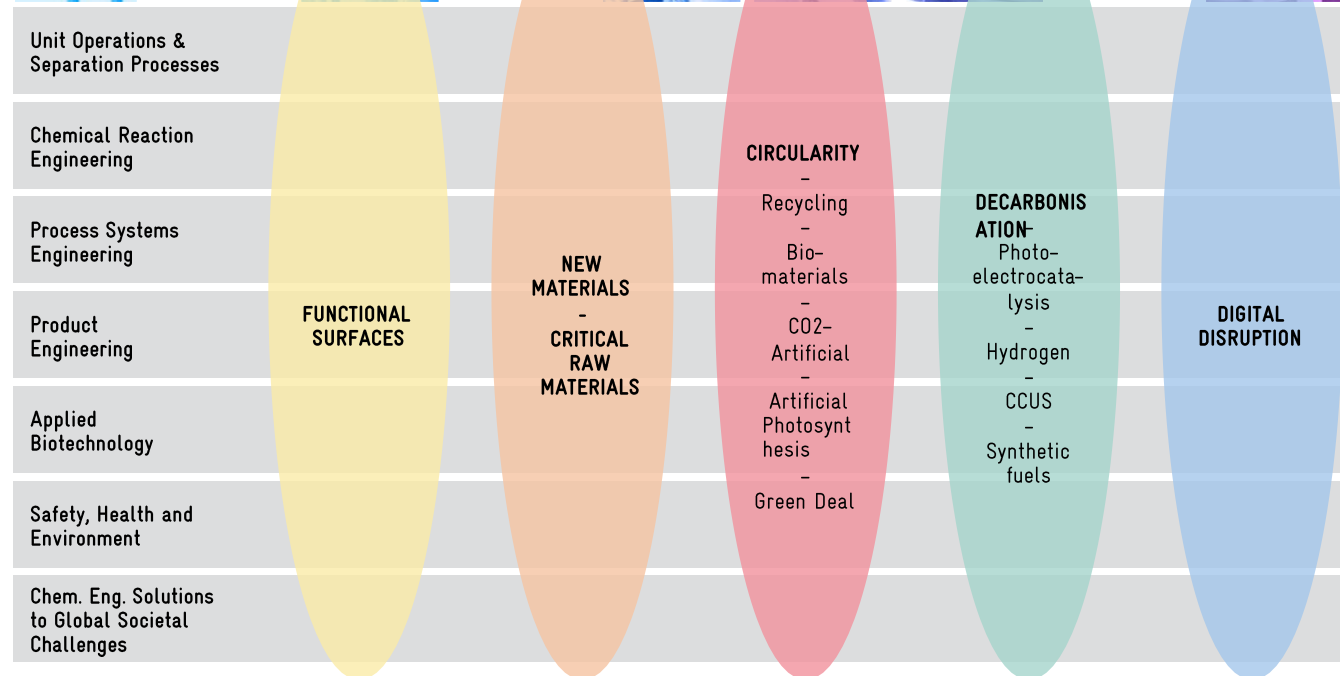 Unit Operations &
Separation Processes
Chemical Reaction
Engineering
Process Systems
Engineering
Product
Engineering
Applied
Biotechnology
Safety, Health and
Environment
Chem. Eng. Solutions
to Global Societal
Challenges
FUNCTIONAL
SURFACES
NEW
MATERIALS
-
CRITICAL
RAW
MATERIALS
CIRCULARITY
–
Recycling
–
Bio–
materials
–
CO2–
Artificial
–
Artificial
Photosynt
hesis
–
Green Deal
DECARBONIS
ATION–
Photo–
electrocata–
lysis
–
Hydrogen
–
CCUS
–
Synthetic
fuels
DIGITAL
DISRUPTION